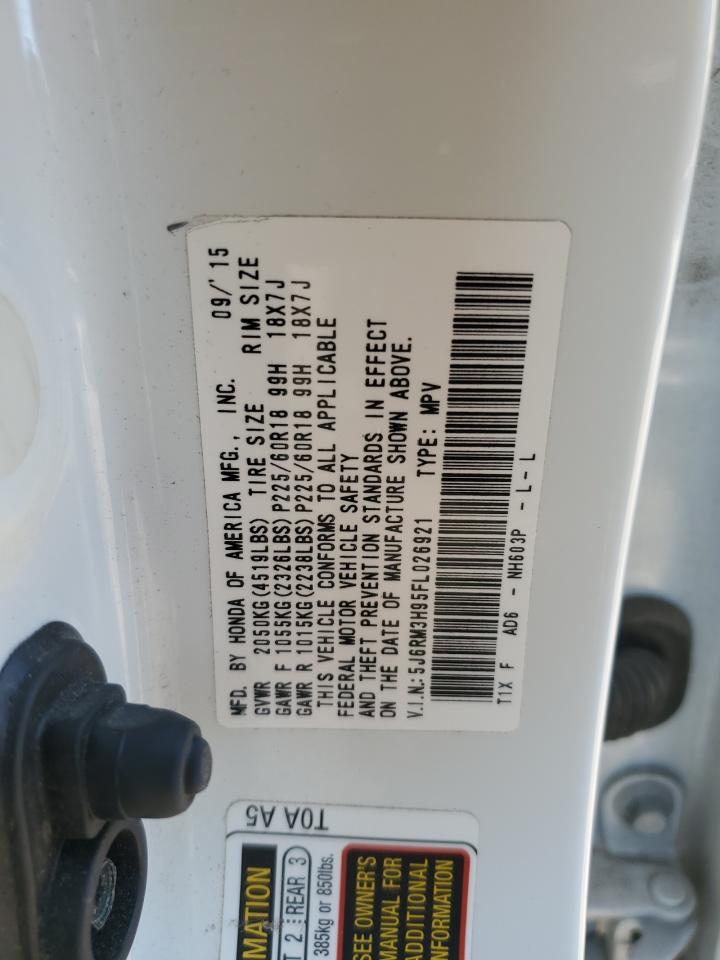 MFD. BY HONDA OF AMERICA MFG., INC. 09/'15
GVWR 2050KG(4519LBS) TIRE SIZE RIM SIZE
GAWR F 1055KG(2326LBS)P225/60R18 99H 18X7J
GAWR R 1015KG(2238LBS)P225/60R18 99H 18X7J
THIS VEHICLE CONFORMS TO ALL APPLICABLE
FEDERAL MOTOR VEHICLE SAFETY
AND THEFT PREVENTION STANDARDS IN EFFECT
ON THE DATE OF MANUFACTURE SHOWN ABOVE.
V.I.N.: 5J6RM3H95FL026921 TYPE: MPV
T1X F AD6 - NH603P - L - L
T0A A5
MATION
T 2 REAR 3
385kg or 850lbs.
SEE OWNER'S
MANUAL FOR
ADDITIONAL
INFORMATION